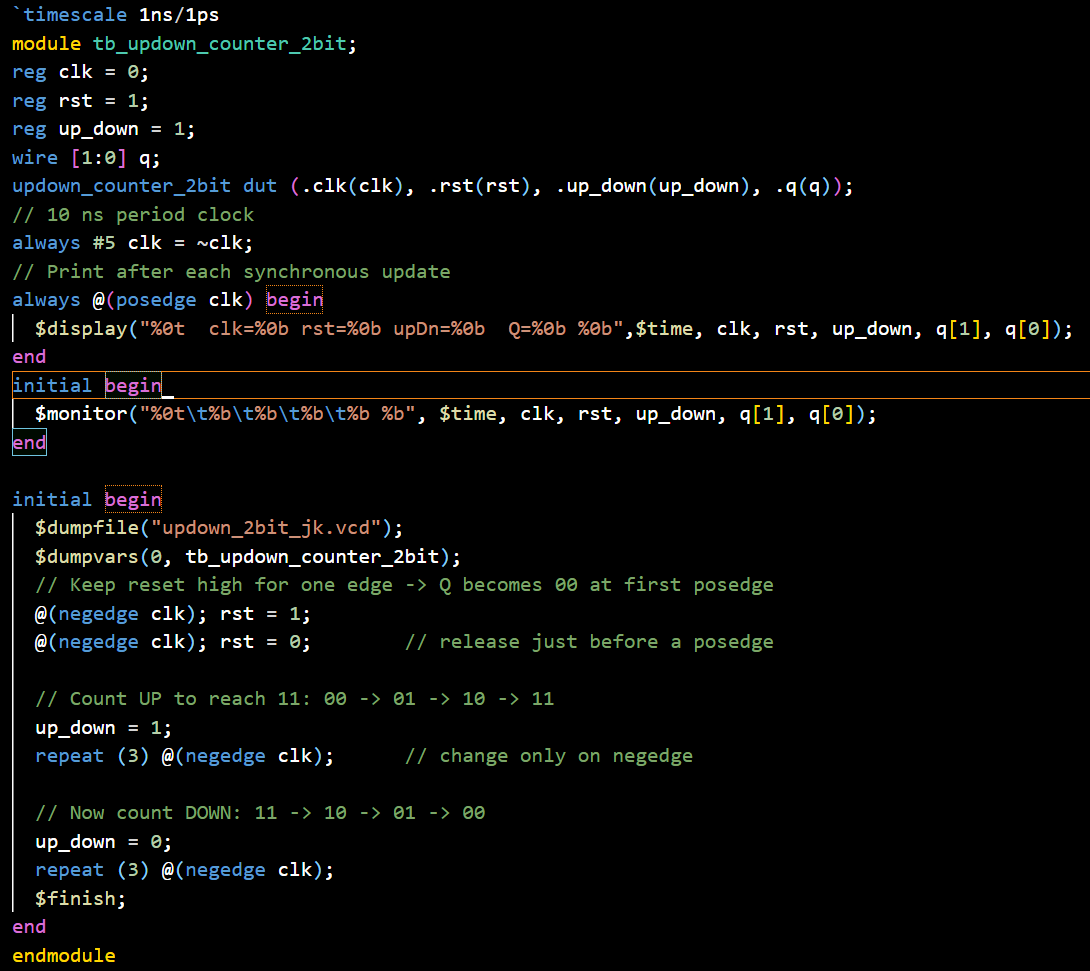 `timescale 1ns/1ps
module tb_updown_counter_2bit;
reg clk = 0;
reg rst = 1;
reg up_down = 1;
wire [1:0] q;
updown_counter_2bit dut (.clk(clk), .rst(rst), .up_down(up_down), .q(q));
// 10 ns period clock
always #5 clk = ~clk;
// Print after each synchronous update
always @(posedge clk) begin
  $display("%0t  clk=%0b rst=%0b upDn=%0b  Q=%0b %0b",$time, clk, rst, up_down, q[1], q[0]);
end
initial begin
  $monitor("%0t\t%b\t%b\t%b\t%b %b", $time, clk, rst, up_down, q[1], q[0]);
end
initial begin
  $dumpfile("updown_2bit_jk.vcd");
  $dumpvars(0, tb_updown_counter_2bit);
  // Keep reset high for one edge -> Q becomes 00 at first posedge
  @(negedge clk); rst = 1;
  @(negedge clk); rst = 0;      // release just before a posedge
  // Count UP to reach 11: 00 -> 01 -> 10 -> 11
  up_down = 1;
  repeat (3) @(negedge clk);      // change only on negedge
  // Now count DOWN: 11 -> 10 -> 01 -> 00
  up_down = 0;
  repeat (3) @(negedge clk);
  $finish;
end
endmodule